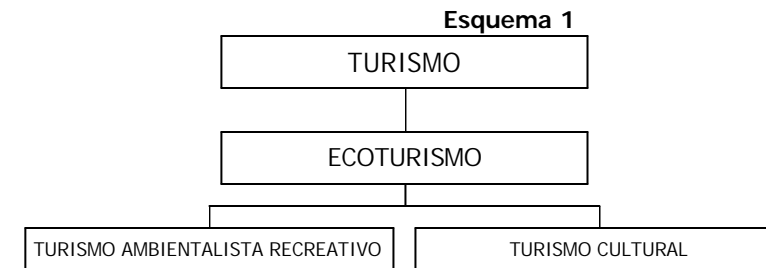 Esquema 1
TURISMO
ECOTURISMO
TURISMO AMBIENTALISTA RECREATIVO
TURISMO CULTURAL